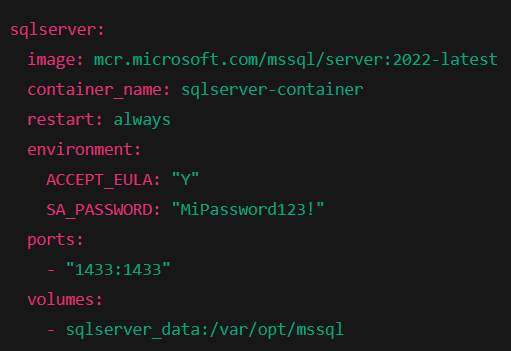 sqlserver:
  image: mcr.microsoft.com/mssql/server:2022-latest
  container_name: sqlserver-container
  restart: always
  environment:
    ACCEPT_EULA: "Y"
    SA_PASSWORD: "MiPassword123!"
  ports:
    - "1433:1433"
  volumes:
    - sqlserver_data:/var/opt/mssql